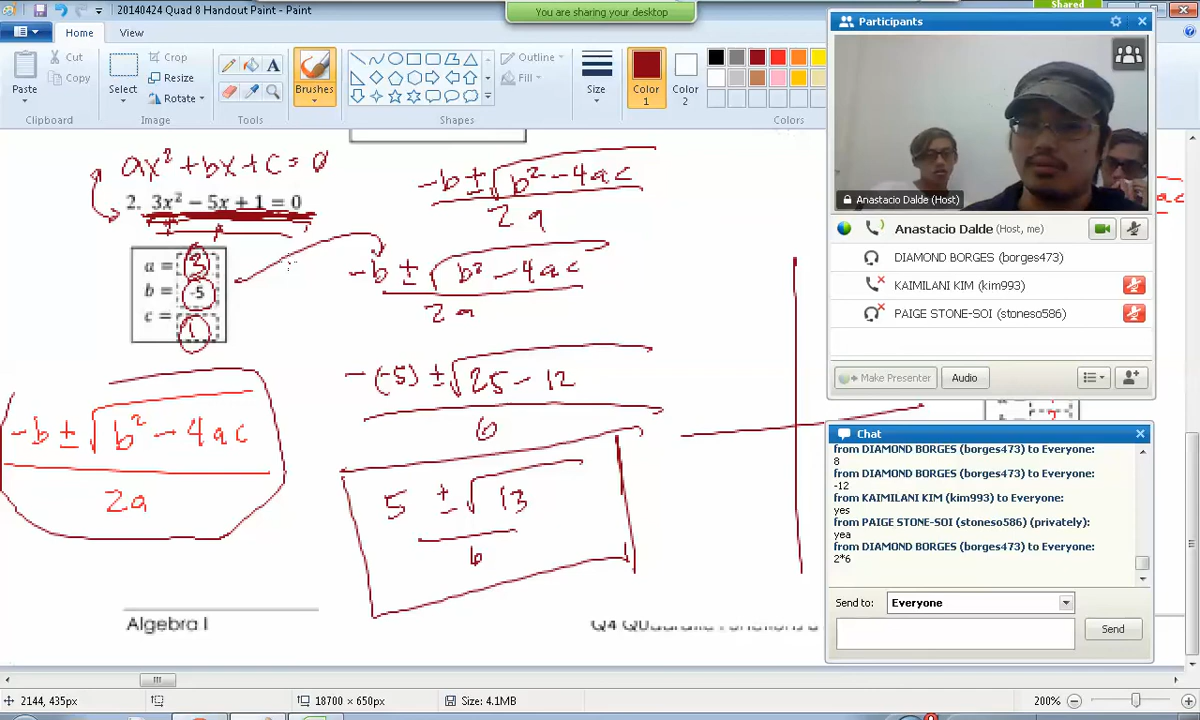 20140424 Quad 8 Handout Paint - Paint
You are sharing your desktop
Shared
Home
View
Paste
Cut
Copy
Clipboard
Select
Crop
Resize
Rotate
Image
Tools
Brushes
Shapes
Outline
Fill
Size
Color 1
Color 2
Colors
ax² + bx + c = 0
2. 3x² − 5x + 1 = 0
a = 3
b = -5
c = 1
-b ± √b² − 4ac
2a
-b ± √b² − 4ac
2a
-b ± √b² − 4ac
2a
-(-5) ± √25 − 12
6
5 ± √13
6
ac
Algebra I
Participants
Anastacio Dalde (Host)
Anastacio Dalde (Host, me)
DIAMOND BORGES (borges473)
KAIMILANI KIM (kim993)
PAIGE STONE-SOI (stoneso586)
Make Presenter
Audio
Chat
from DIAMOND BORGES (borges473) to Everyone:
8
from DIAMOND BORGES (borges473) to Everyone:
-12
from KAIMILANI KIM (kim993) to Everyone:
yes
from PAIGE STONE-SOI (stoneso586) (privately):
yea
from DIAMOND BORGES (borges473) to Everyone:
2*6
Send to:
Everyone
Send
2144, 435px
18700 × 650px
Size: 4.1MB
200%